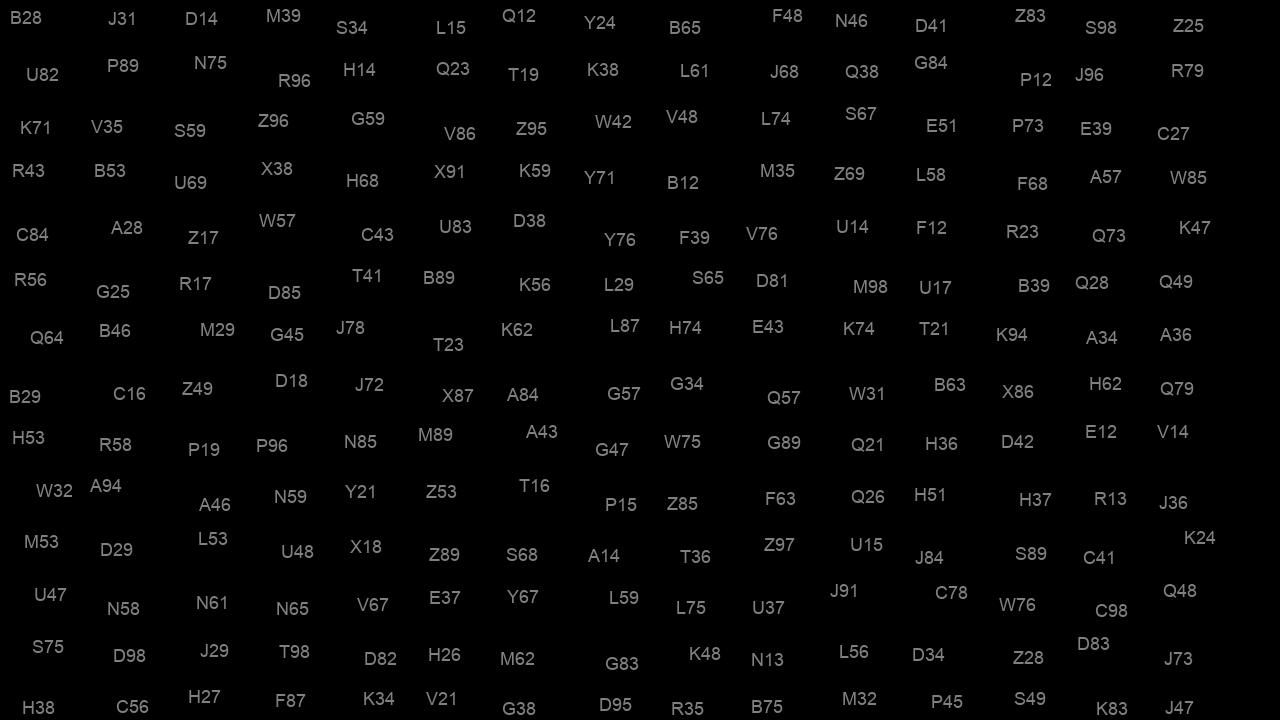 B28 J31 D14 M39 S34 L15 Q12 Y24 B65 F48 N46 D41 Z83 S98 Z25
U82 P89 N75 R96 H14 Q23 T19 K38 L61 J68 Q38 G84 P12 J96 R79
K71 V35 S59 Z96 G59 V86 Z95 W42 V48 L74 S67 E51 P73 E39 C27
R43 B53 U69 X38 H68 X91 K59 Y71 B12 M35 Z69 L58 F68 A57 W85
C84 A28 Z17 W57 C43 U83 D38 Y76 F39 V76 U14 F12 R23 Q73 K47
R56 G25 R17 D85 T41 B89 K56 L29 S65 D81 M98 U17 B39 Q28 Q49
Q64 B46 M29 G45 J78 T23 K62 L87 H74 E43 K74 T21 K94 A34 A36
B29 C16 Z49 D18 J72 X87 A84 G57 G34 Q57 W31 B63 X86 H62 Q79
H53 R58 P19 P96 N85 M89 A43 G47 W75 G89 Q21 H36 D42 E12 V14
W32 A94 A46 N59 Y21 Z53 T16 P15 Z85 F63 Q26 H51 H37 R13 J36
M53 D29 L53 U48 X18 Z89 S68 A14 T36 Z97 U15 J84 S89 C41 K24
U47 N58 N61 N65 V67 E37 Y67 L59 L75 U37 J91 C78 W76 C98 Q48
S75 D98 J29 T98 D82 H26 M62 G83 K48 N13 L56 D34 Z28 D83 J73
H38 C56 H27 F87 K34 V21 G38 D95 R35 B75 M32 P45 S49 K83 J47